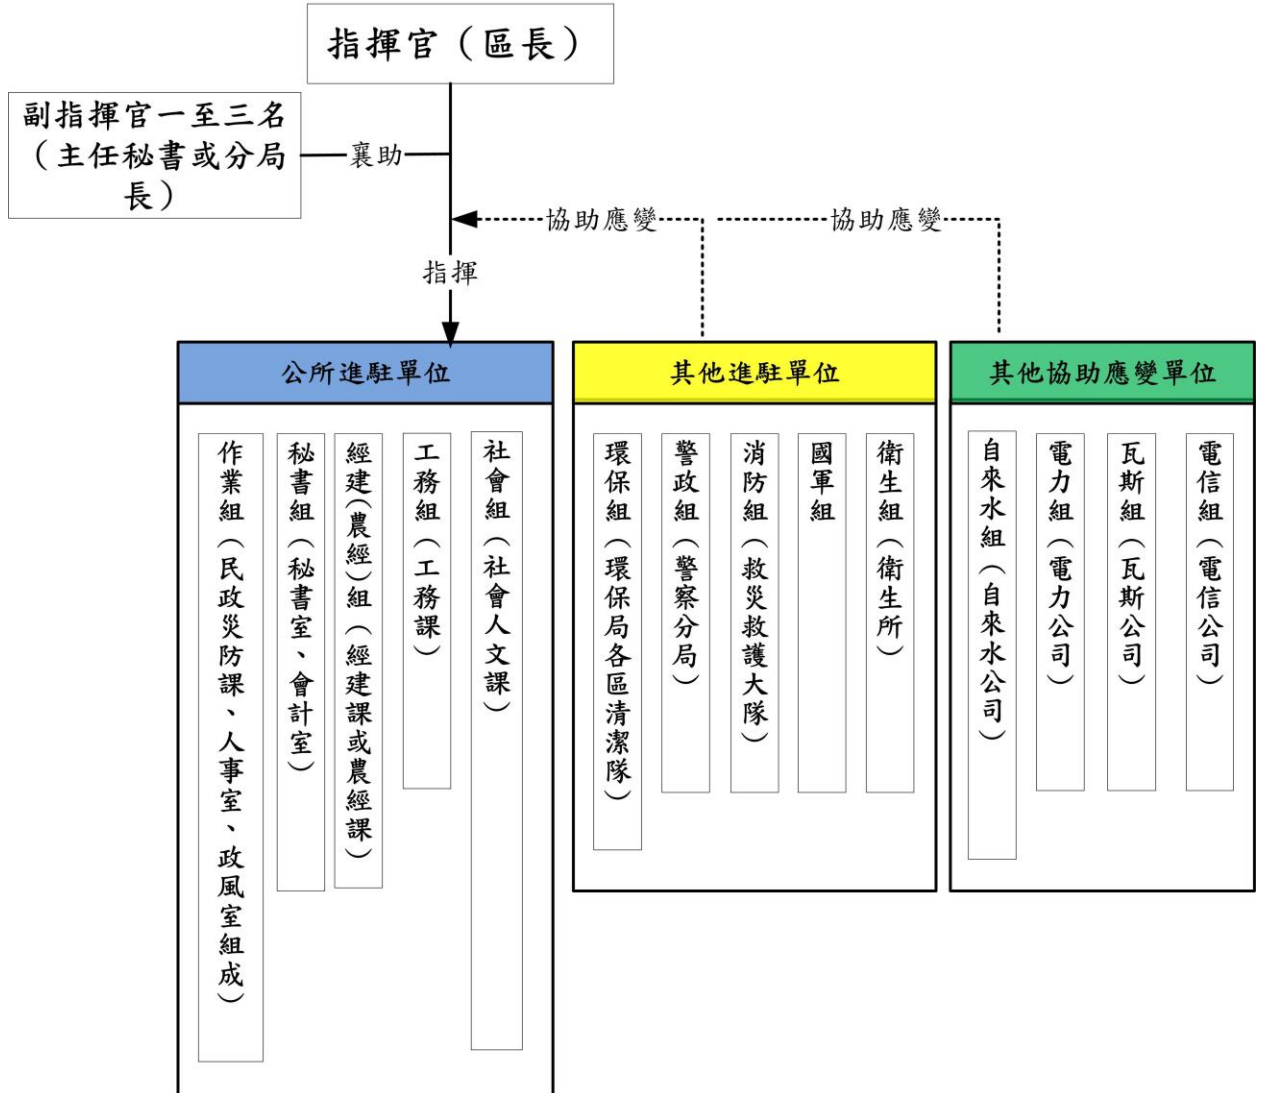 指揮官（區長）
副指揮官一至三名
（主任秘書或分局
長）
襄助
協助應變
協助應變
指揮
公所進駐單位
作業組（民政災防課、人事室、政風室組成）
秘書組（秘書室、會計室）
經建(農經)組（經建課或農經課）
工務組（工務課）
社會組（社會人文課）
其他進駐單位
環保組（環保局各區清潔隊）
警政組（警察分局）
消防組（救災救護大隊）
國軍組
衛生組（衛生所）
其他協助應變單位
自來水組（自來水公司）
電力組（電力公司）
瓦斯組（瓦斯公司）
電信組（電信公司）